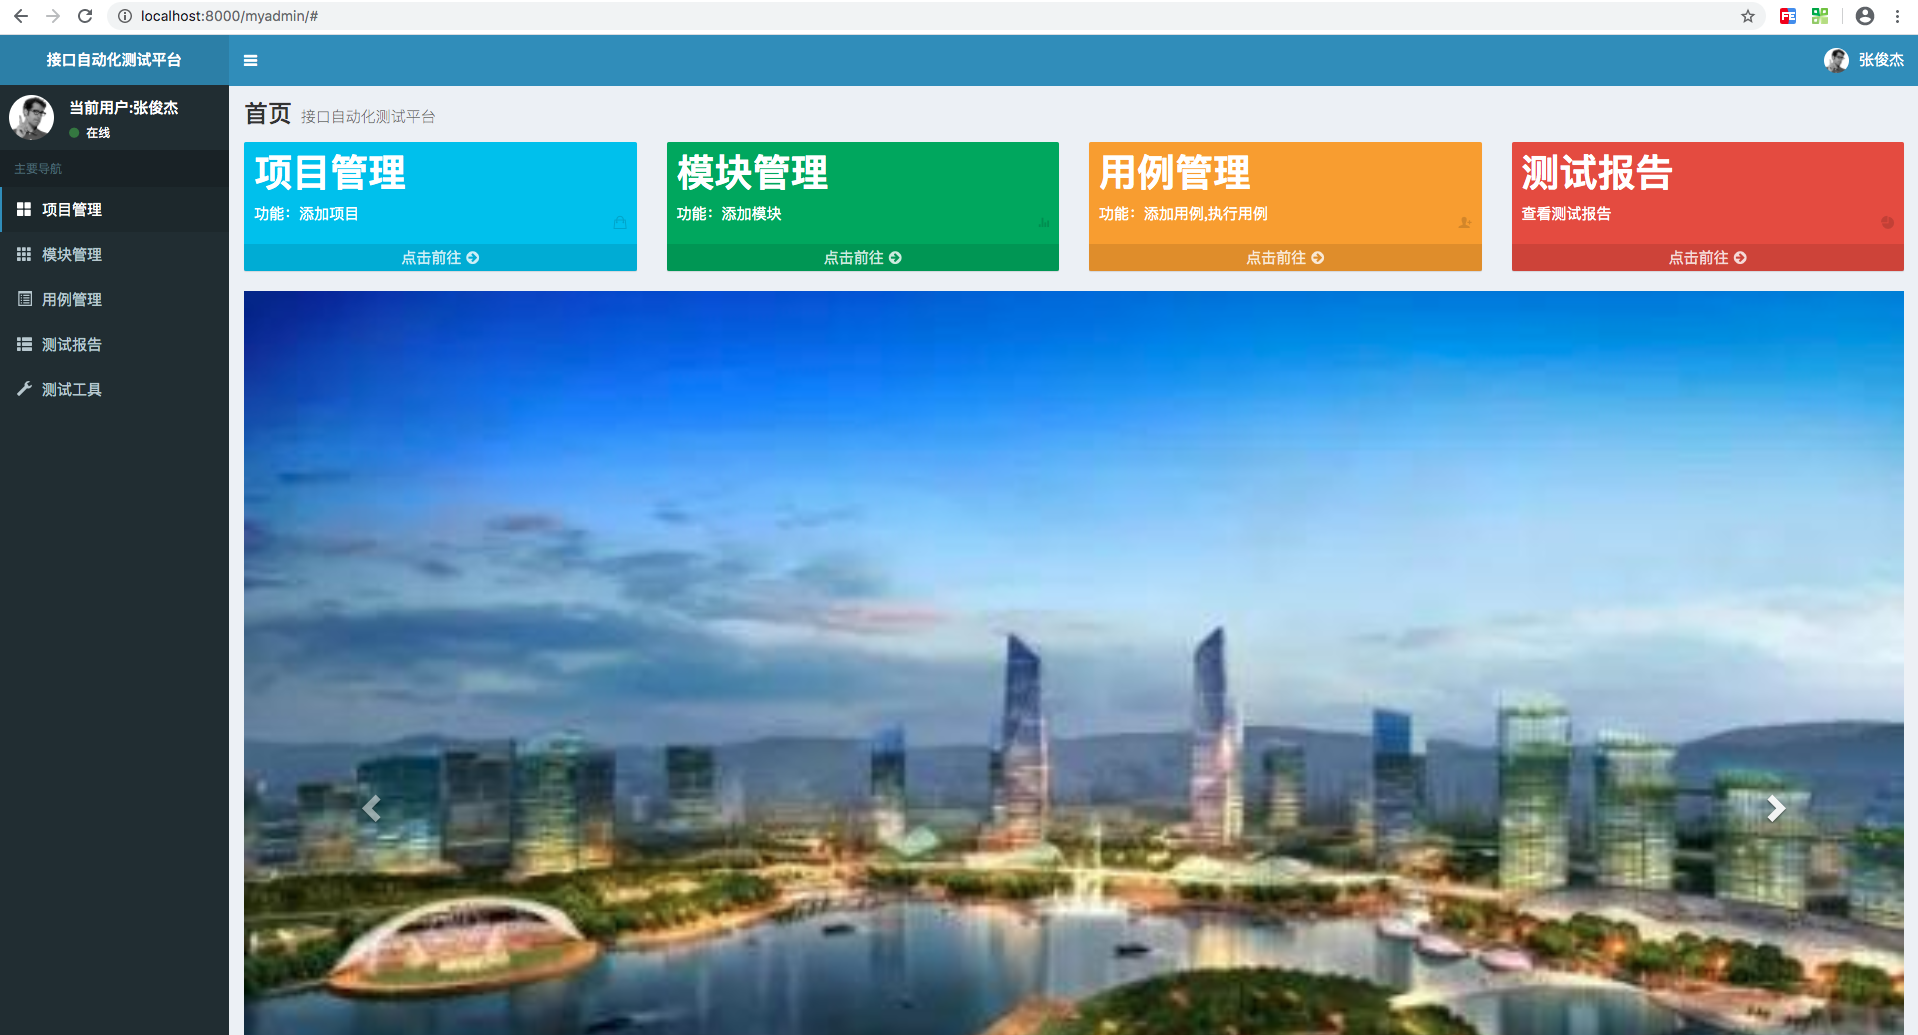 localhost:8000/myadmin/#
接口自动化测试平台
张俊杰
当前用户:张俊杰
在线
主要导航
项目管理
模块管理
用例管理
测试报告
测试工具
首页 接口自动化测试平台
项目管理
功能：添加项目
点击前往
模块管理
功能：添加模块
点击前往
用例管理
功能：添加用例,执行用例
点击前往
测试报告
查看测试报告
点击前往